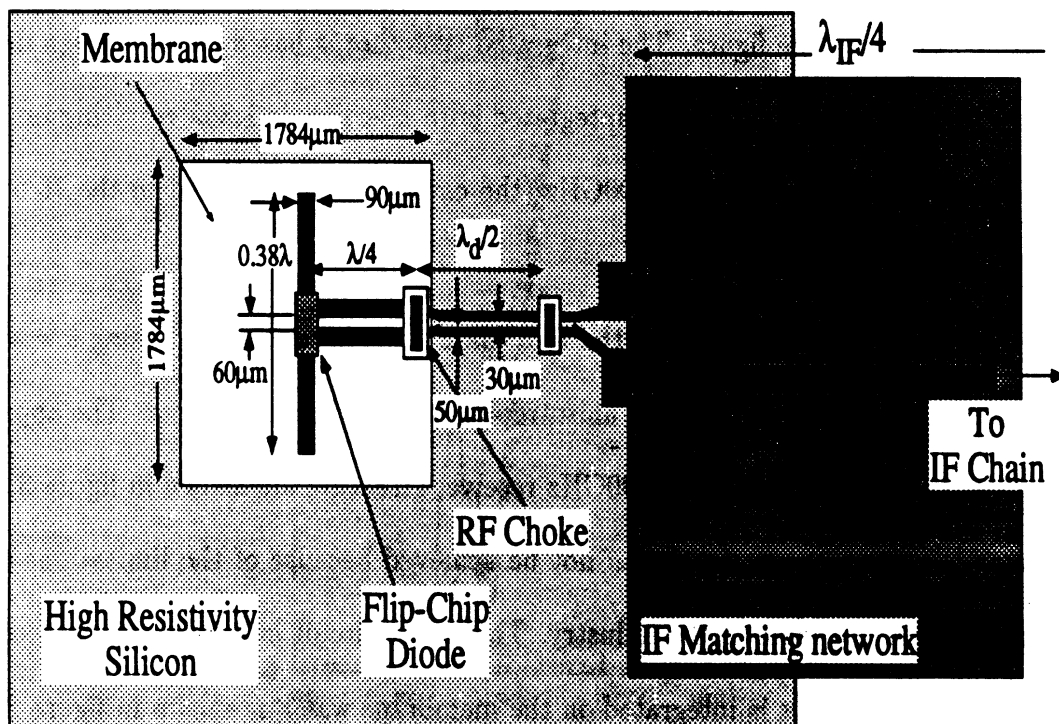 Membrane
λIF/4
1784μm
90μm
0.38λ
λ/4
λd/2
1784μm
60μm
30μm
50μm
To
IF Chain
RF Choke
Flip-Chip
Diode
High Resistivity
Silicon
IF Matching network